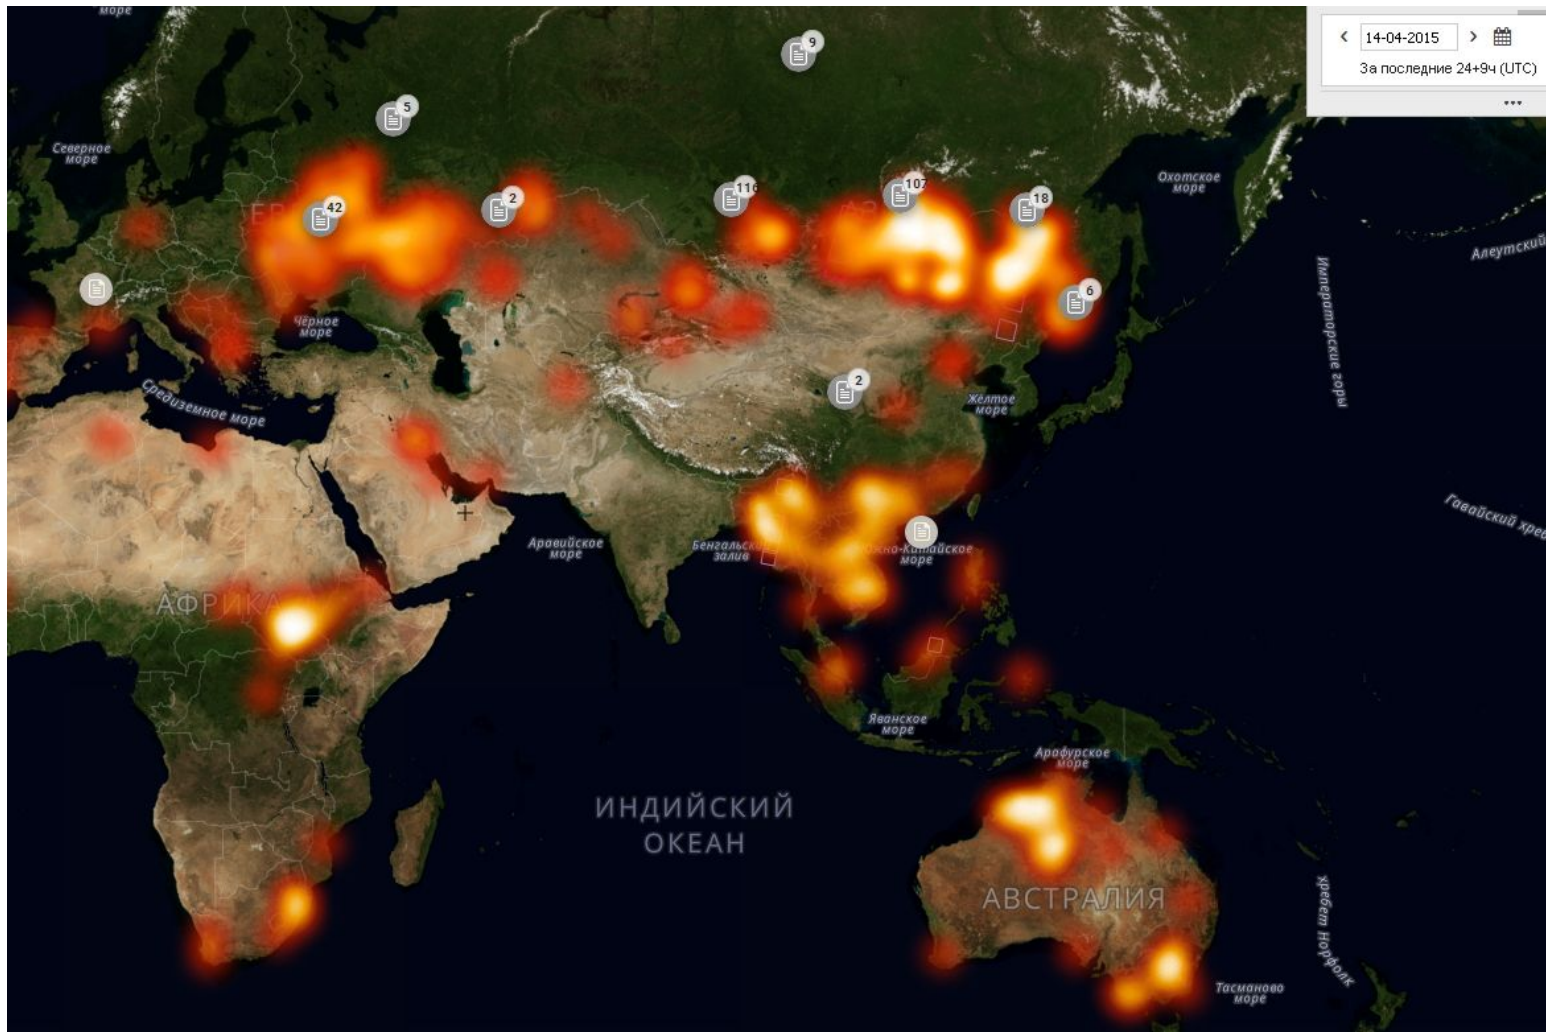 море
9
14-04-2015
За последние 24+9ч (UTC)
5
Северное
море
Охотское
море
116
107
2
18
42
Алеутский
6
Чёрное
море
Императорские горы
2
Средиземное море
Жёлтое
море
Гавайский хреб
Аравийское
море
Бенгальский
залив
Южно-Китайское
море
АФРИКА
Яванское
море
Арафурское
море
ИНДИЙСКИЙ
ОКЕАН
АВСТРАЛИЯ
хребет Норфолк
Тасманово
море